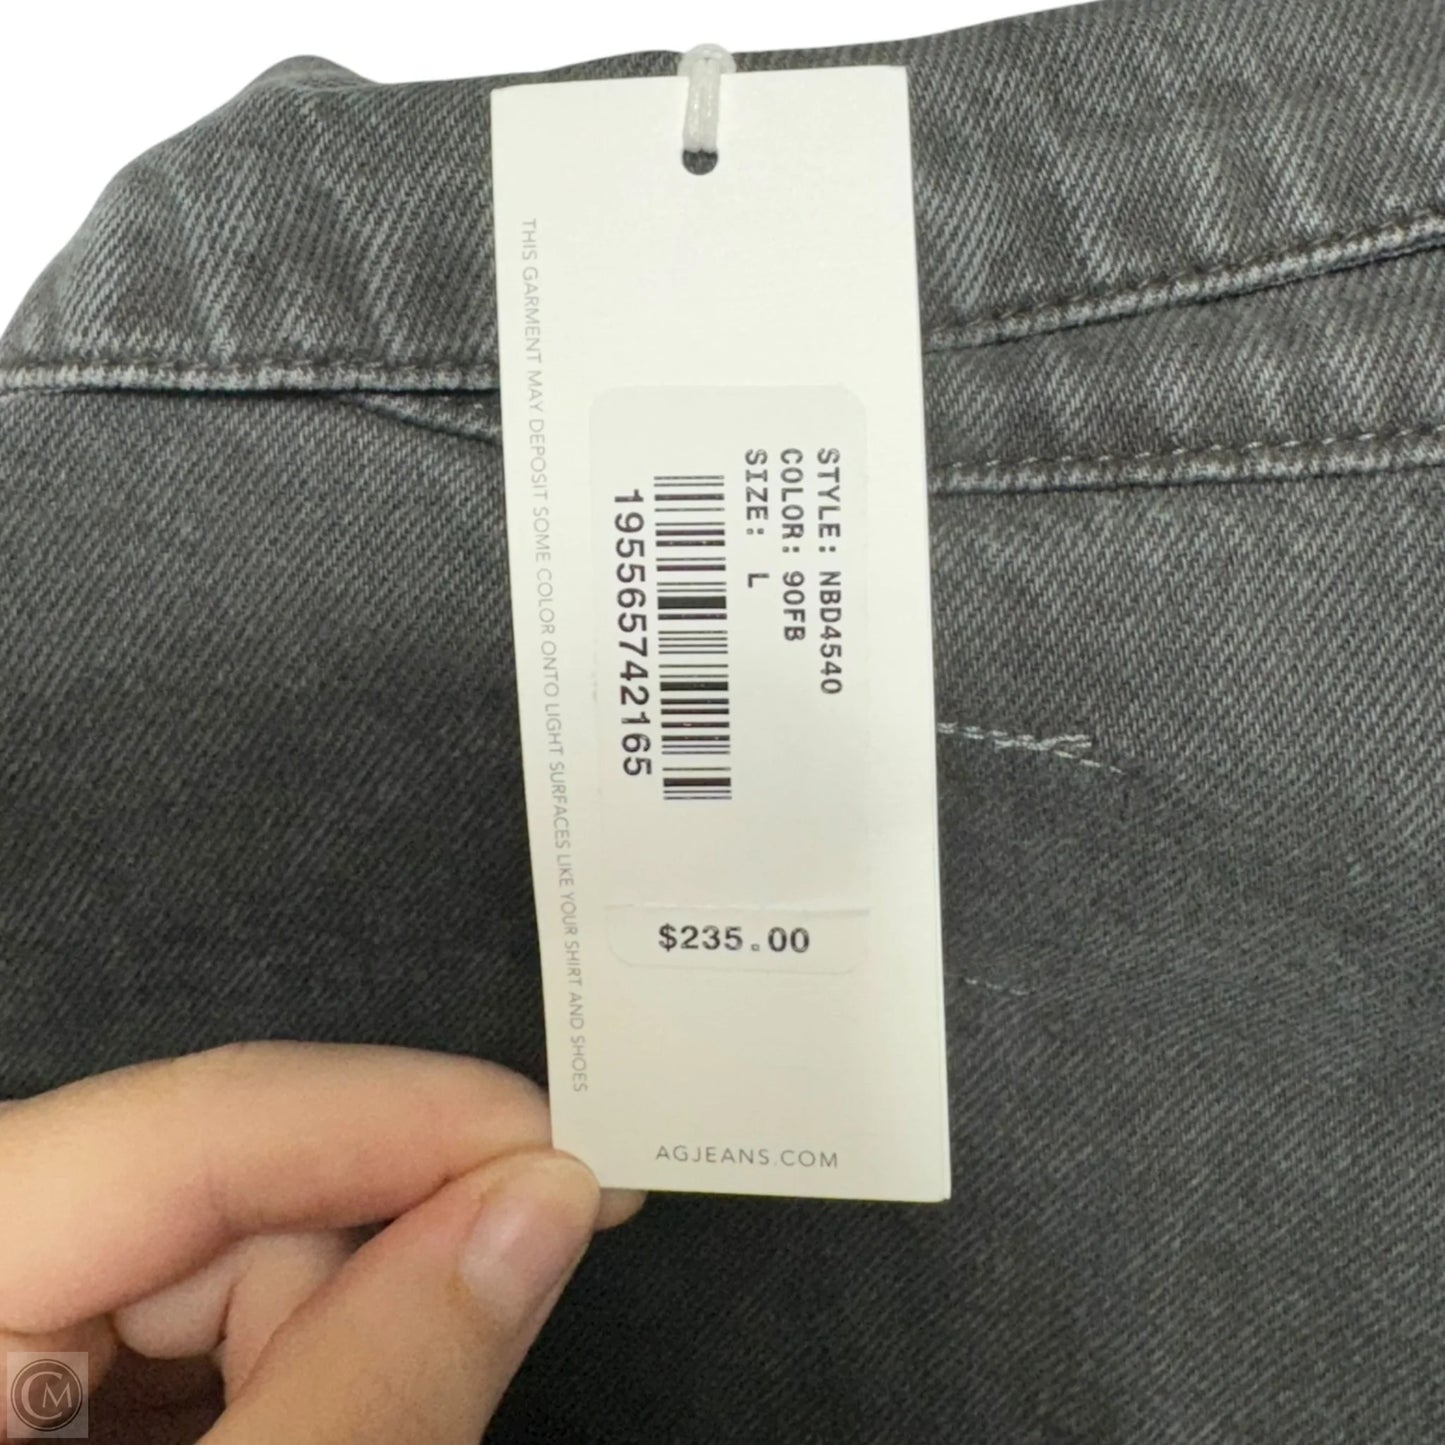 THIS GARMENT MAY DEPOSIT SOME COLOR ONTO LIGHT SURFACES LIKE YOUR SHIRT AND SHOES
STYLE: NBD4540
COLOR: 90FB
SIZE: L
195565742165
$235.00
AGJEANS.COM
CM